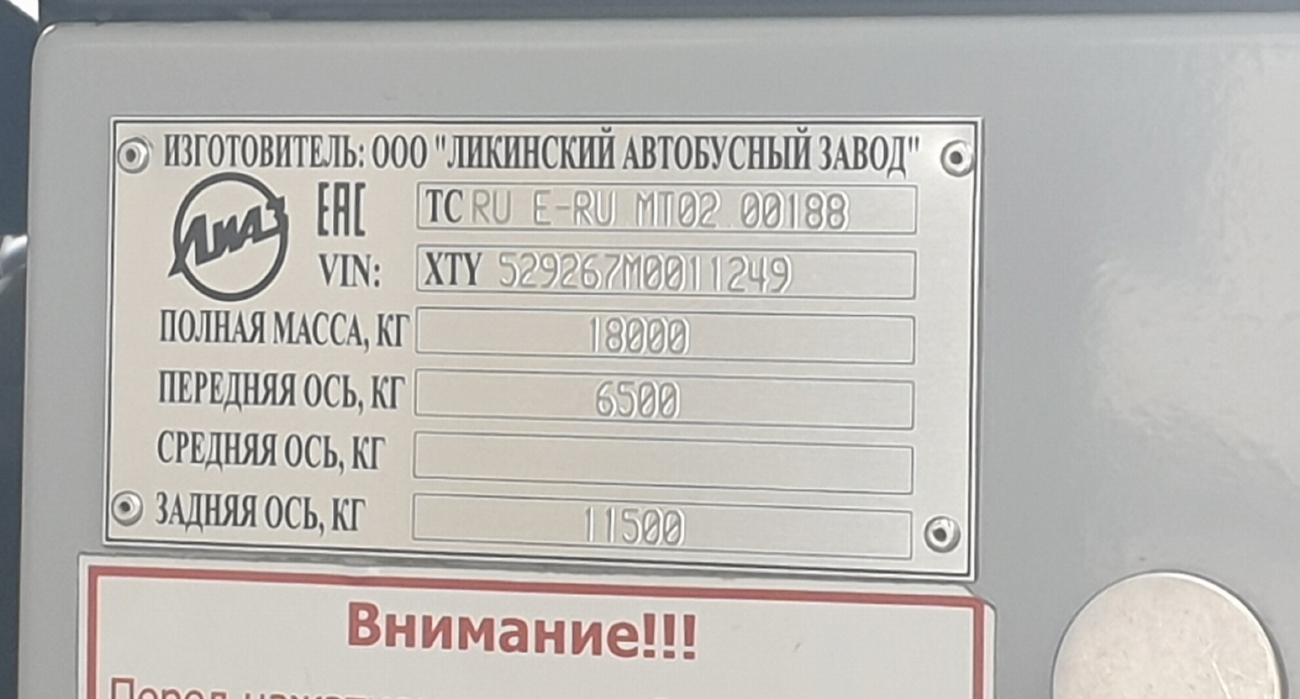 ИЗГОТОВИТЕЛЬ: ООО "ЛИКИНСКИЙ АВТОБУСНЫЙ ЗАВОД"
ЛиАЗ ЕАС ТС RU E-RU MT02 00188
VIN: XTY 529267M0011249
ПОЛНАЯ МАССА, КГ 18000
ПЕРЕДНЯЯ ОСЬ, КГ 6500
СРЕДНЯЯ ОСЬ, КГ
ЗАДНЯЯ ОСЬ, КГ 11500
Внимание!!!